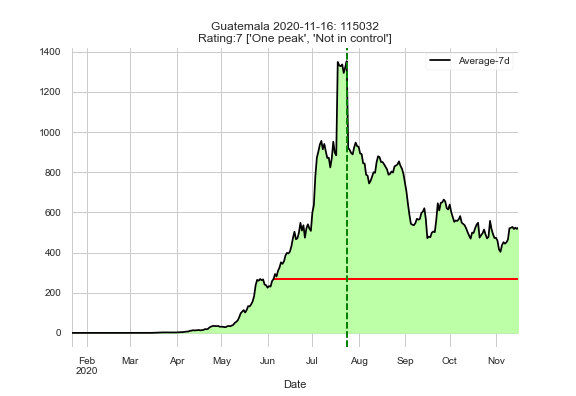 Guatemala 2020-11-16: 115032
Rating:7 ['One peak', 'Not in control']
Average-7d
1400
1200
1000
800
600
400
200
0
Feb Mar Apr May Jun Jul Aug Sep Oct Nov
2020
Date